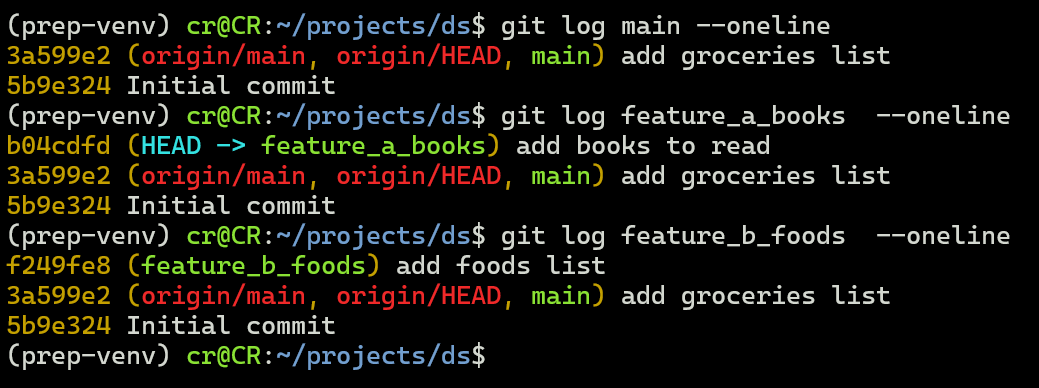 (prep-venv) cr@CR:~/projects/ds$ git log main --oneline
3a599e2 (origin/main, origin/HEAD, main) add groceries list
5b9e324 Initial commit
(prep-venv) cr@CR:~/projects/ds$ git log feature_a_books  --oneline
b04cdfd (HEAD -> feature_a_books) add books to read
3a599e2 (origin/main, origin/HEAD, main) add groceries list
5b9e324 Initial commit
(prep-venv) cr@CR:~/projects/ds$ git log feature_b_foods  --oneline
f249fe8 (feature_b_foods) add foods list
3a599e2 (origin/main, origin/HEAD, main) add groceries list
5b9e324 Initial commit
(prep-venv) cr@CR:~/projects/ds$